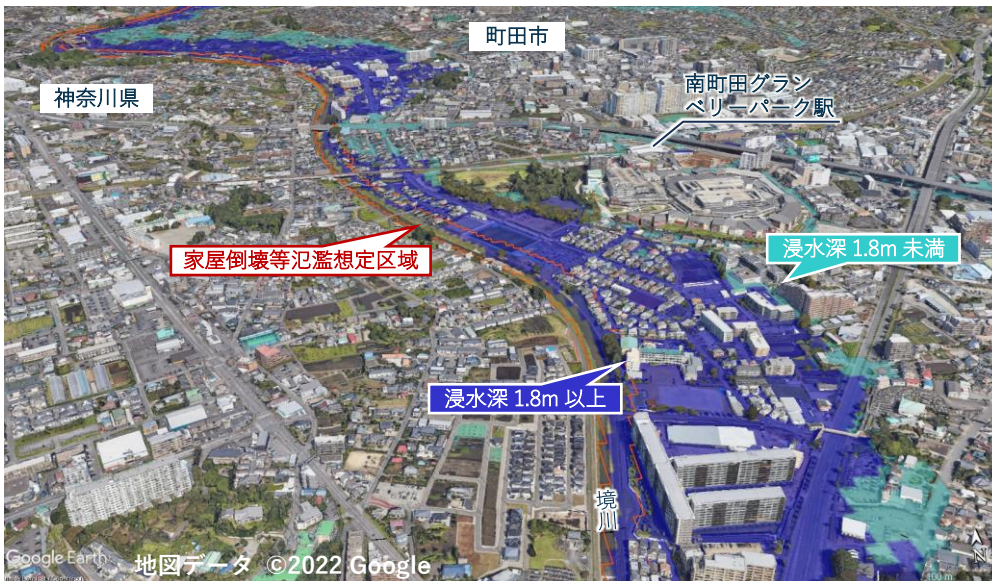 町田市
神奈川県
南町田グラン
ベリーパーク駅
家屋倒壊等氾濫想定区域
浸水深 1.8m 未満
浸水深 1.8m 以上
境川
N
Google Earth
地図データ ©2022 Google
100 m